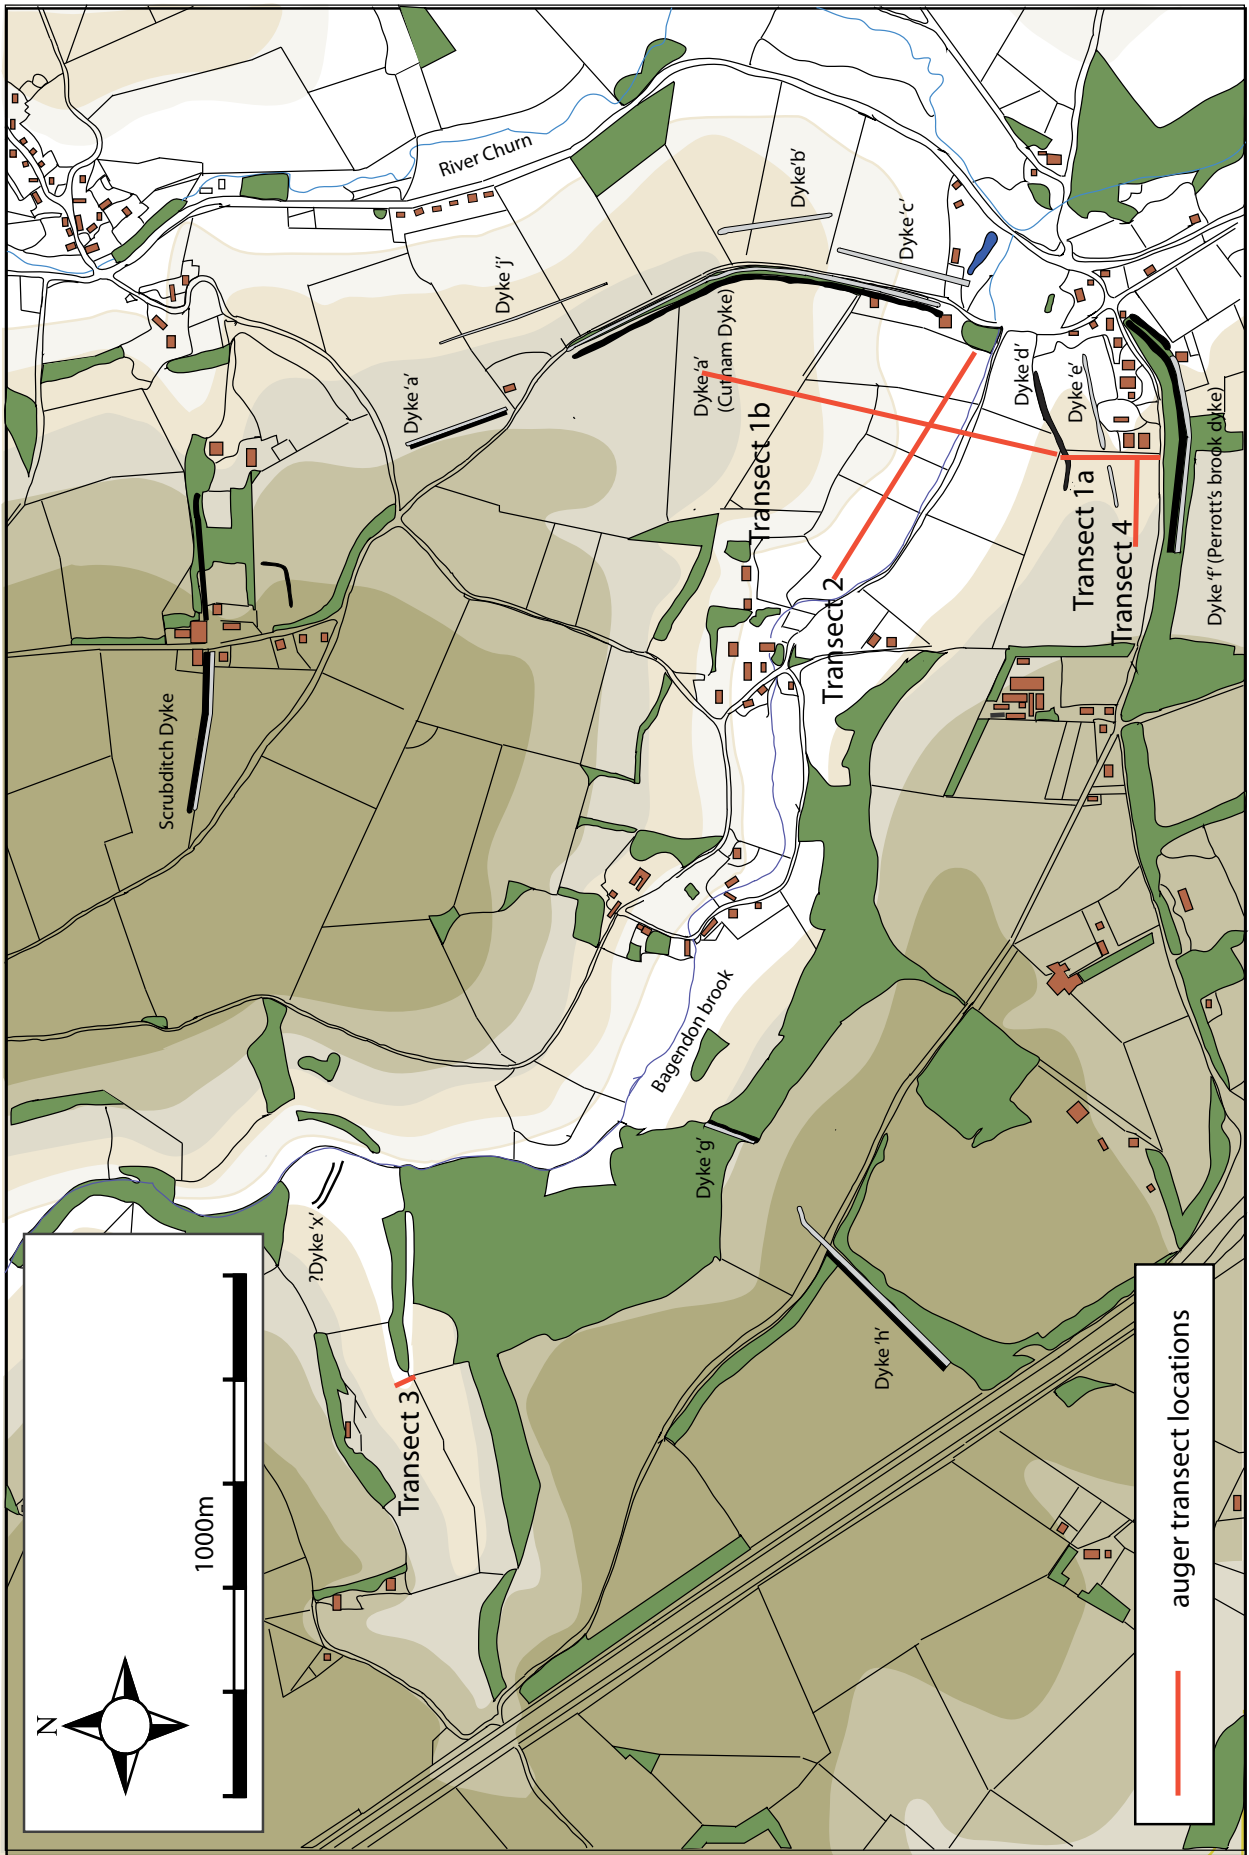 River Churn
Dyke‘b’
Dyke‘c’
Dyke ‘j’
Dyke ‘a’
Dyke‘a’
(Cutnam Dyke)
Transect 1b
Dyke‘d’
Dyke‘e’
Transect 1a
Transect 4
Dyke ‘f’ (Perrott’s brook dyke)
Transect 2
Scrubditch Dyke
Bagendon brook
Dyke ‘g’
?Dyke ‘x’
Dyke ‘h’
Transect 3
1000m
N
auger transect locations